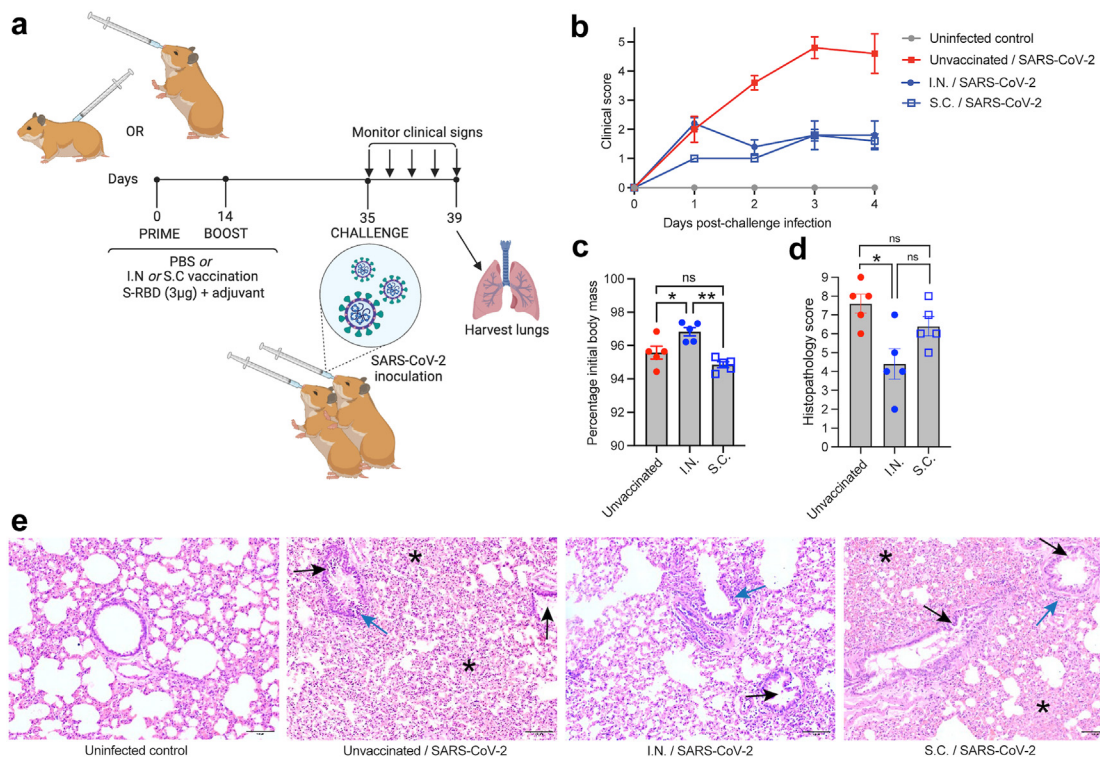 a
OR
Monitor clinical signs
Days
0
14
35
39
PRIME
BOOST
CHALLENGE
PBS or
I.N or S.C vaccination
S-RBD (3μg) + adjuvant
Harvest lungs
SARS-CoV-2
inoculation
b
Clinical score
5
4
3
2
1
0
0 1 2 3 4
Days post-challenge infection
Uninfected control
Unvaccinated / SARS-CoV-2
I.N. / SARS-CoV-2
S.C. / SARS-CoV-2
c
Percentage initial body mass
100
98
96
94
92
90
ns
* **
Unvaccinated
I.N.
S.C.
d
Histopathology score
9
8
7
6
5
4
3
2
1
0
ns
* ns
Unvaccinated
I.N.
S.C.
e
* * * *
Uninfected control
Unvaccinated / SARS-CoV-2
I.N. / SARS-CoV-2
S.C. / SARS-CoV-2